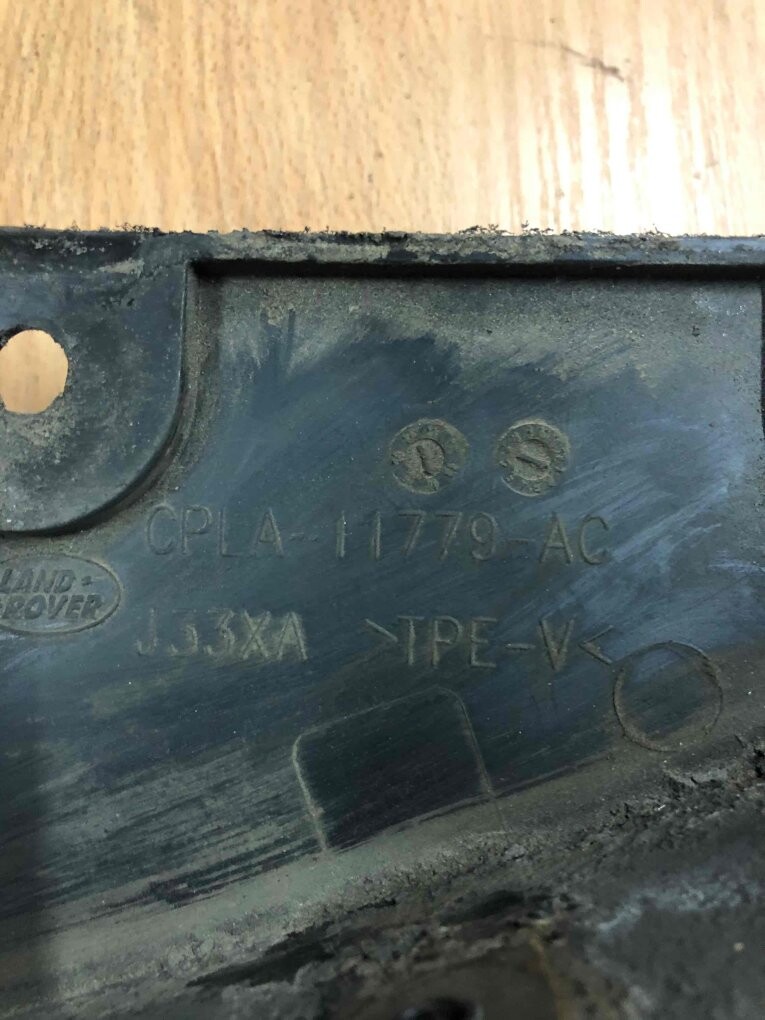 CPLA-11779-AC
LAND-
ROVER
J33XA >TPE-V<